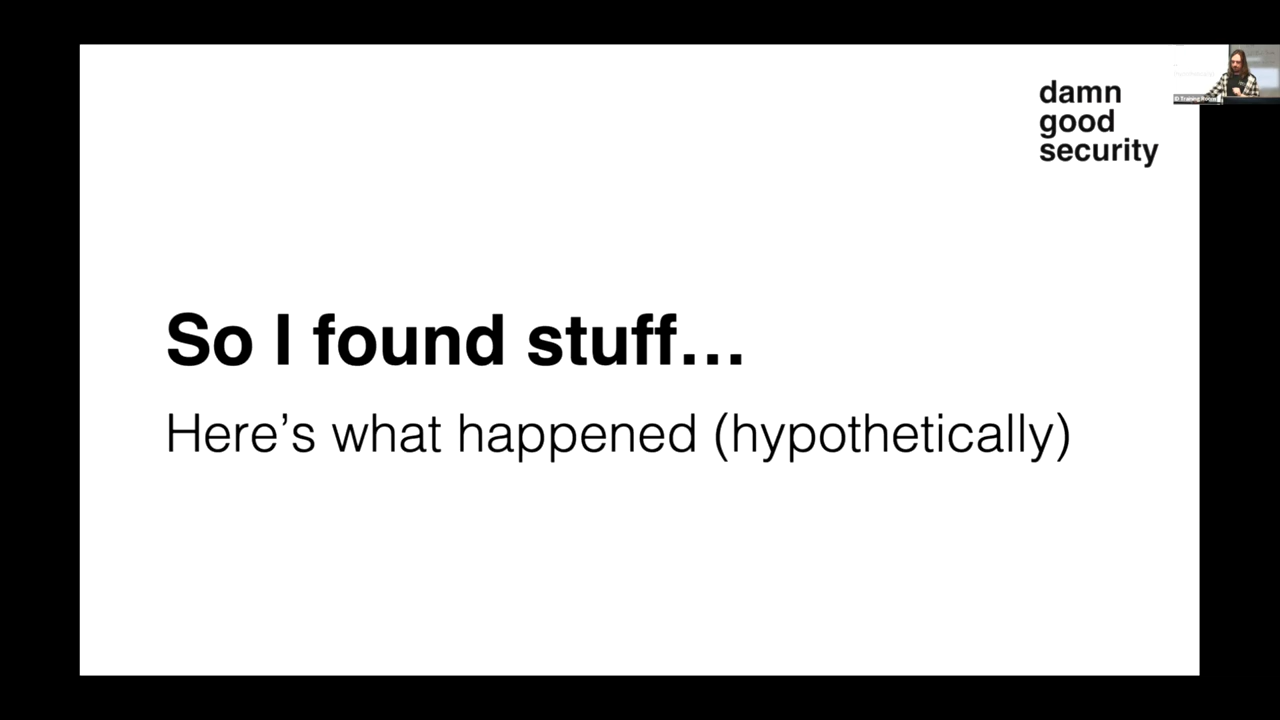 damn
good
security
So I found stuff…
Here’s what happened (hypothetically)